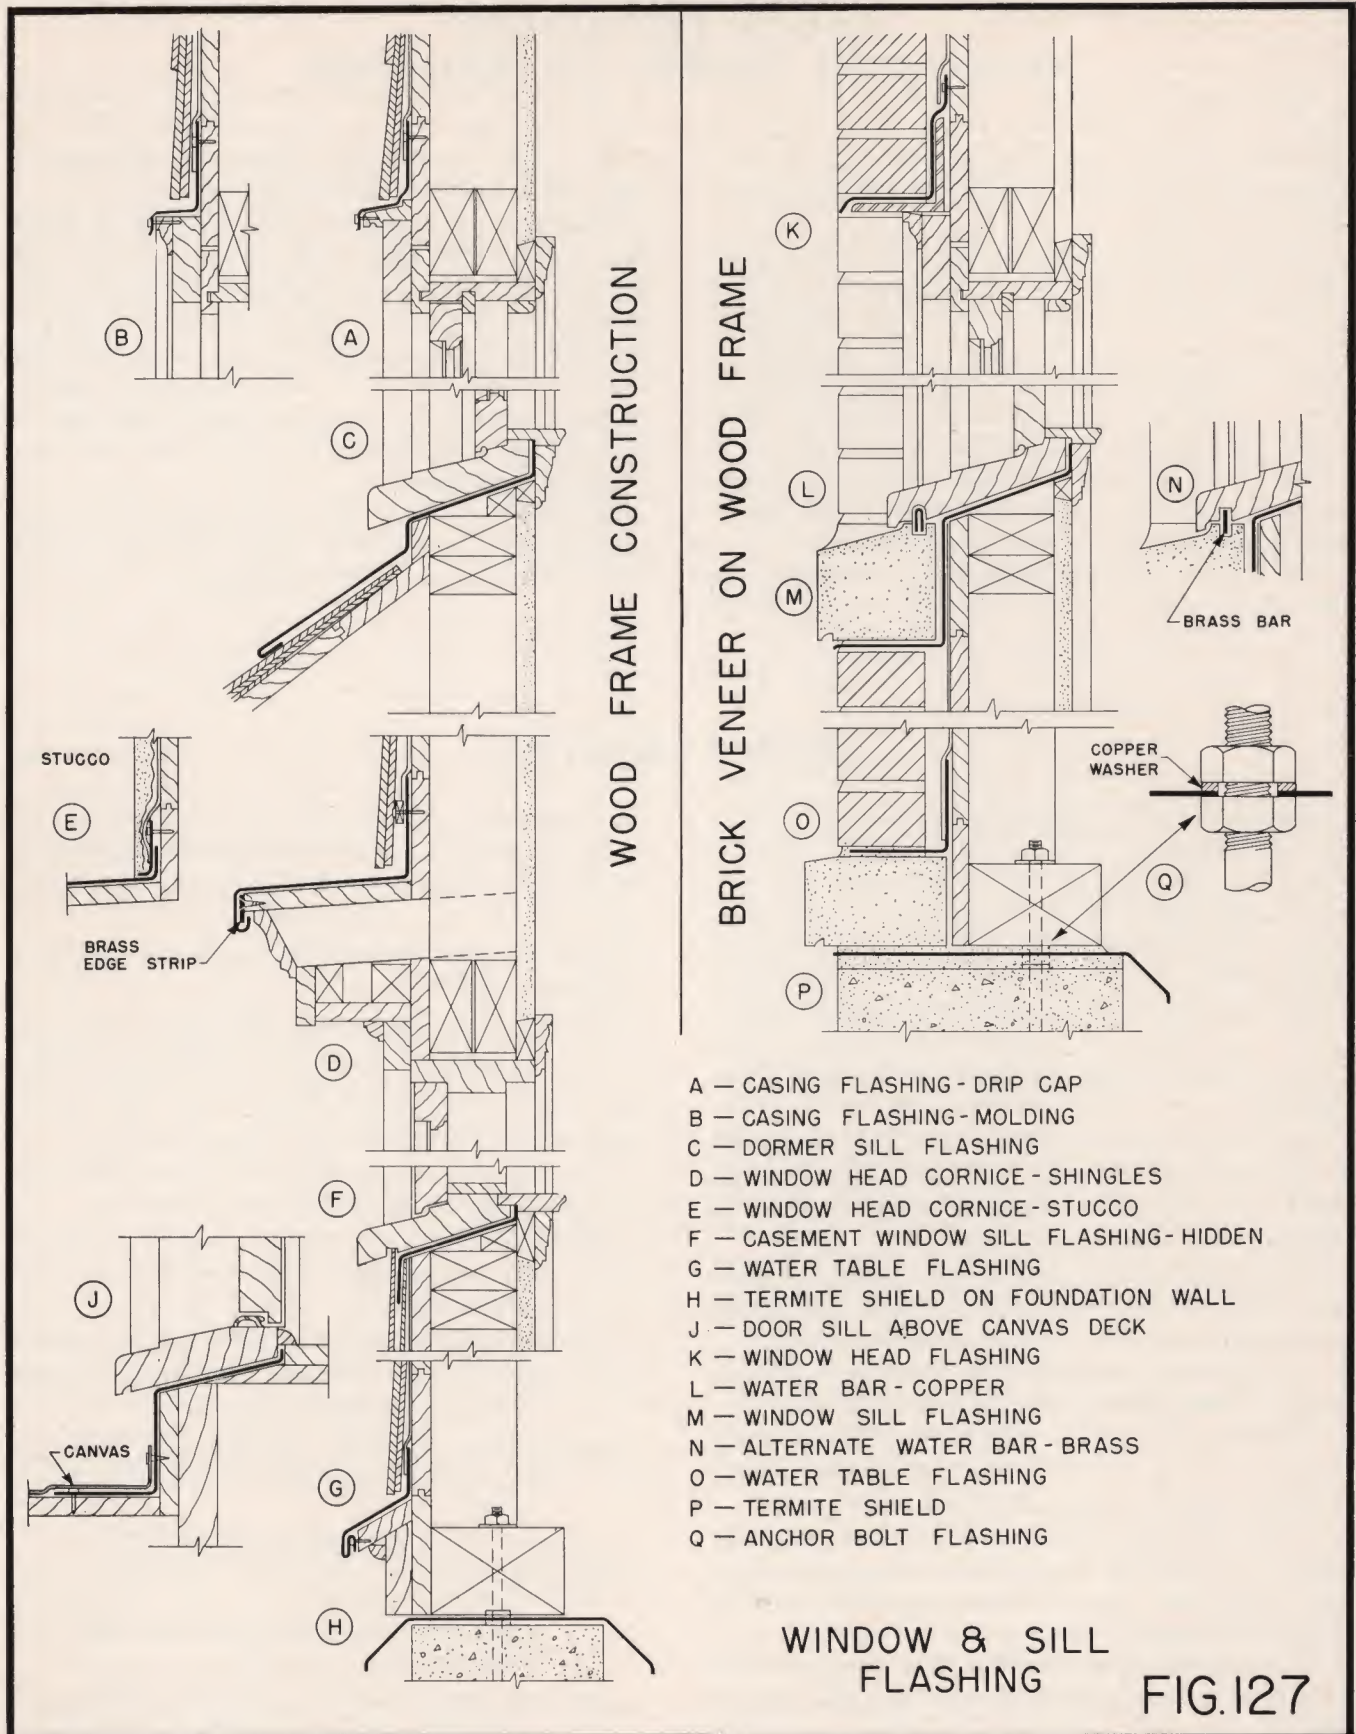 B
A
K
C
L
M
N
BRASS BAR
WOOD FRAME CONSTRUCTION
BRICK VENEER ON WOOD FRAME
STUCCO
E
BRASS
EDGE STRIP
COPPER
WASHER
O
Q
P
D
F
J
CANVAS
G
H
A — CASING FLASHING - DRIP CAP
B — CASING FLASHING - MOLDING
C — DORMER SILL FLASHING
D — WINDOW HEAD CORNICE - SHINGLES
E — WINDOW HEAD CORNICE - STUCCO
F — CASEMENT WINDOW SILL FLASHING - HIDDEN
G — WATER TABLE FLASHING
H — TERMITE SHIELD ON FOUNDATION WALL
J — DOOR SILL ABOVE CANVAS DECK
K — WINDOW HEAD FLASHING
L — WATER BAR - COPPER
M — WINDOW SILL FLASHING
N — ALTERNATE WATER BAR - BRASS
O — WATER TABLE FLASHING
P — TERMITE SHIELD
Q — ANCHOR BOLT FLASHING
WINDOW & SILL
FLASHING
FIG. 127